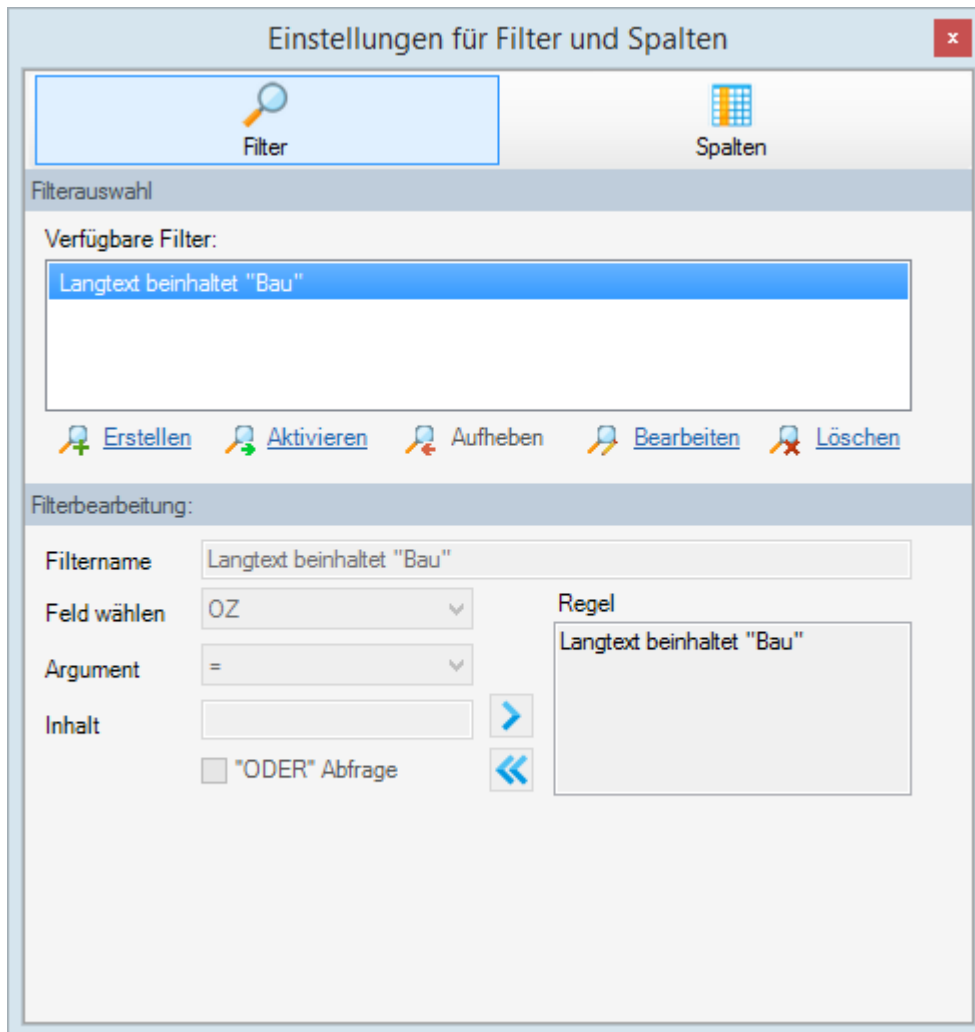 Einstellungen für Filter und Spalten
x
Filter
Spalten
Filterauswahl
Verfügbare Filter:
Langtext beinhaltet "Bau"
Erstellen Aktivieren Aufheben Bearbeiten Löschen
Filterbearbeitung:
Filtername Langtext beinhaltet "Bau"
Feld wählen OZ
Regel
Langtext beinhaltet "Bau"
Argument =
Inhalt
"ODER" Abfrage